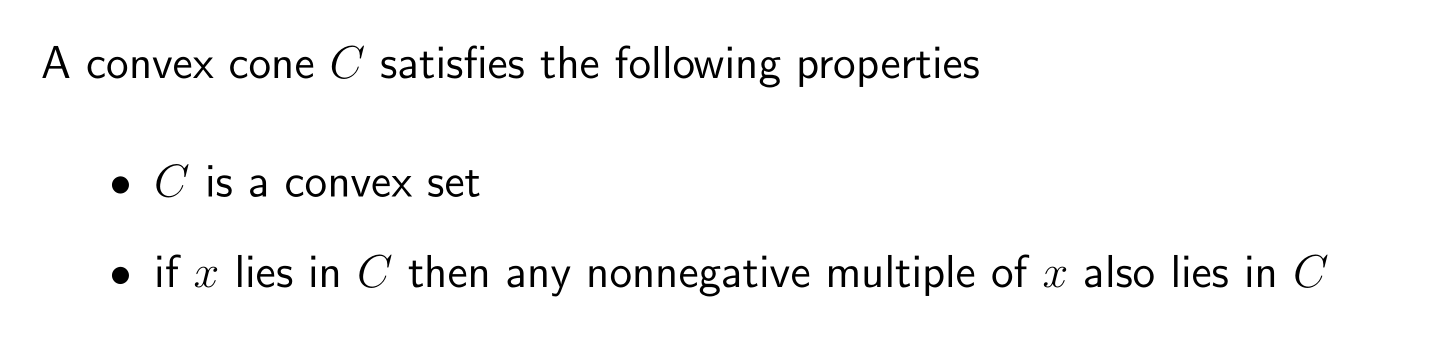 A convex cone C satisfies the following properties
• C is a convex set
• if x lies in C then any nonnegative multiple of x also lies in C